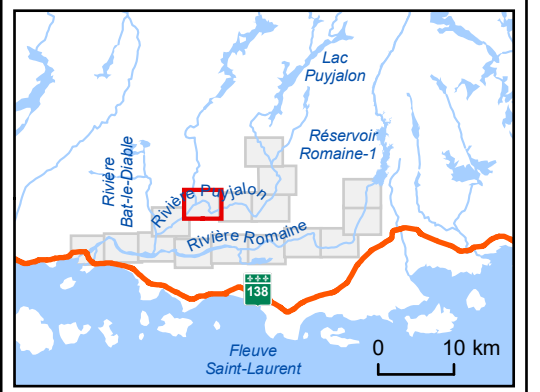 Lac
Puyjalon
Réservoir
Romaine-1
Rivière
Bat-le-Diable
Rivière Puyjalon
Rivière Romaine
138
Fleuve
Saint-Laurent
0 10 km